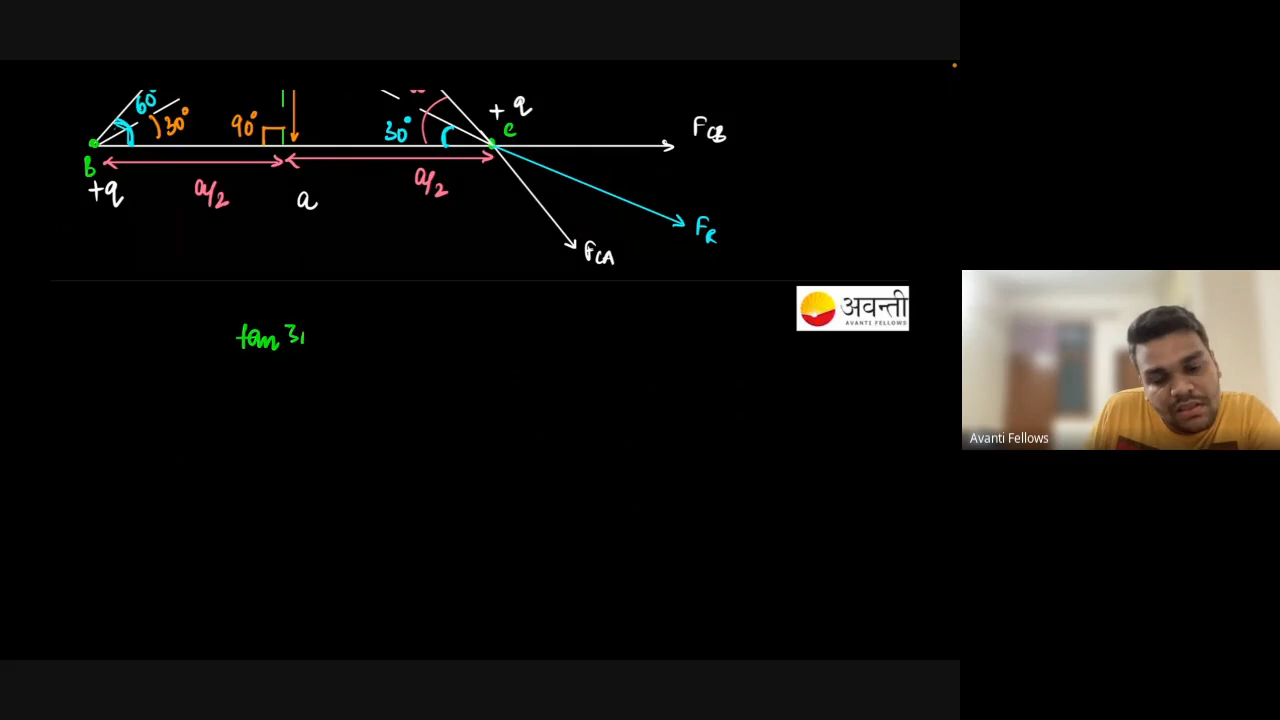 60°
30°
90°
30°
+q
C
F_CB
B
a/2
a/2
+q
a
F_R
F_CA
अवन्ती
AVANTI FELLOWS
tan 3
Avanti Fellows